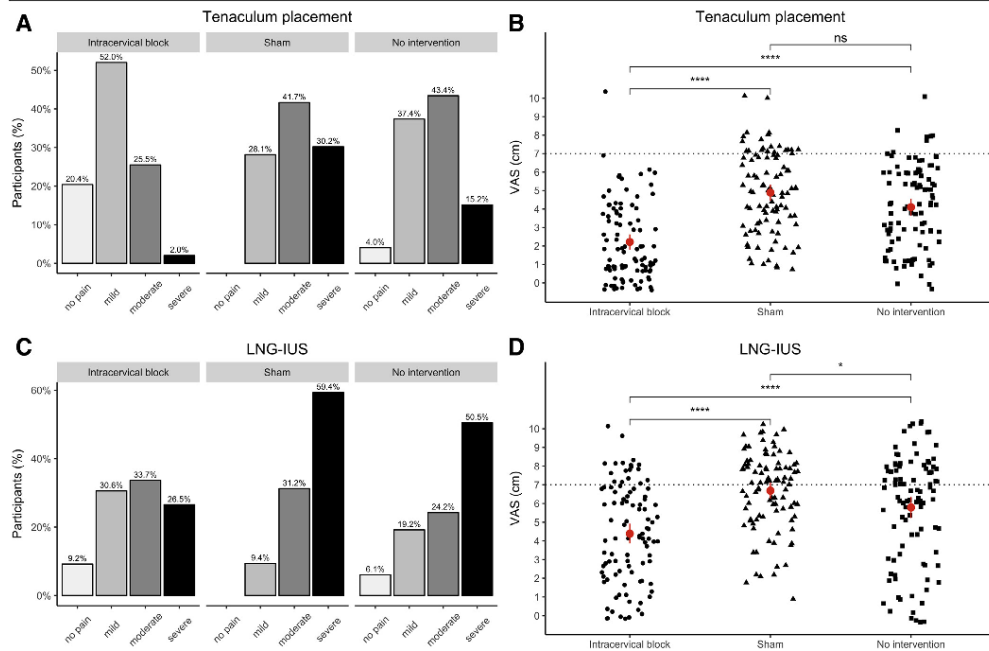 A
Tenaculum placement
Intracervical block
Sham
No intervention
Participants (%)
50%
40%
30%
20%
10%
0%
20.4%
52.0%
25.5%
2.0%
28.1%
41.7%
30.2%
4.0%
37.4%
43.4%
15.2%
no pain
mild
moderate
severe
no pain
mild
moderate
severe
no pain
mild
moderate
severe
B
Tenaculum placement
ns
****
****
VAS (cm)
10
9
8
7
6
5
4
3
2
1
0
Intracervical block
Sham
No intervention
C
LNG-IUS
Intracervical block
Sham
No intervention
Participants (%)
60%
40%
20%
0%
9.2%
30.6%
33.7%
26.5%
9.4%
31.2%
59.4%
6.1%
19.2%
24.2%
50.5%
no pain
mild
moderate
severe
no pain
mild
moderate
severe
no pain
mild
moderate
severe
D
LNG-IUS
*
****
****
VAS (cm)
10
9
8
7
6
5
4
3
2
1
0
Intracervical block
Sham
No intervention